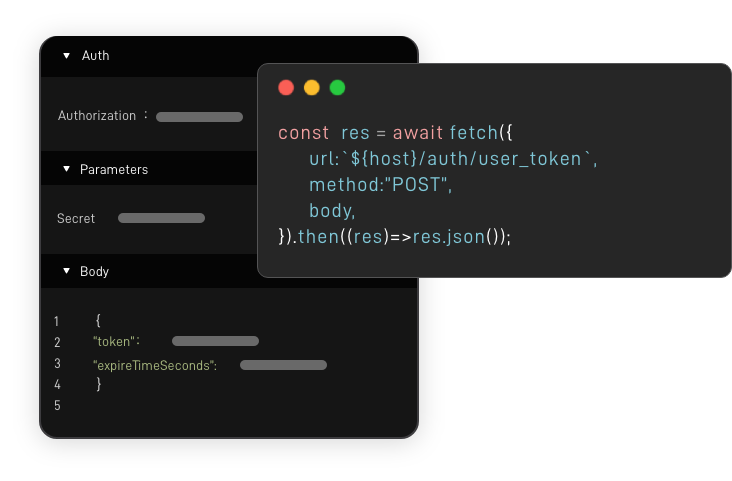 Auth
Authorization :
Parameters
Secret
Body
1 {
2 "token":
3 "expireTimeSeconds":
4 }
5
const res = await fetch({
url:`${host}/auth/user_token`,
method:"POST",
body,
}).then((res)=>res.json());